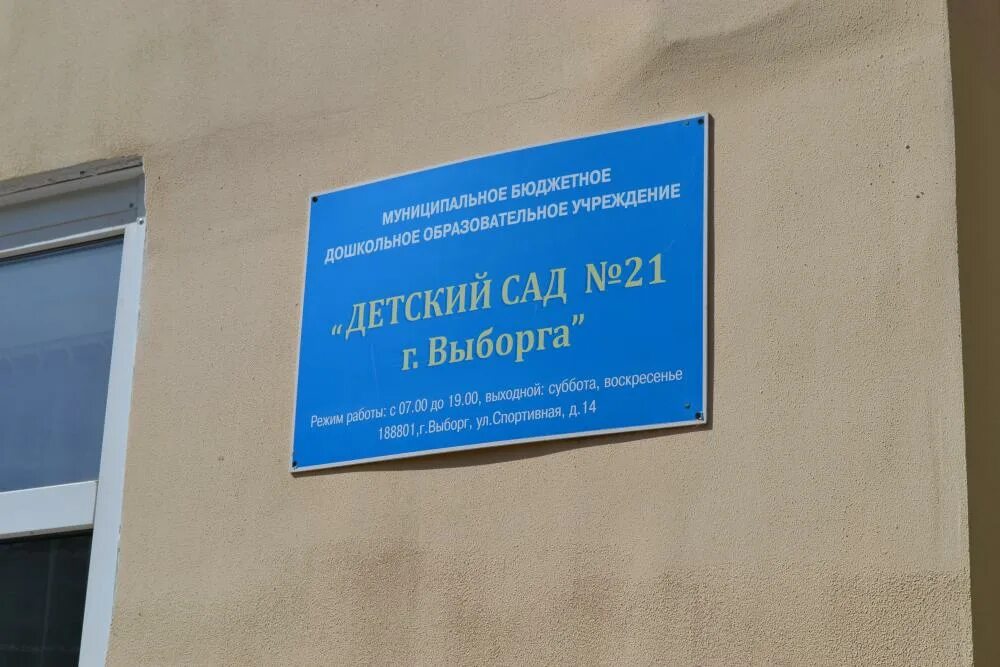 МУНИЦИПАЛЬНОЕ БЮДЖЕТНОЕ
ДОШКОЛЬНОЕ ОБРАЗОВАТЕЛЬНОЕ УЧРЕЖДЕНИЕ
“ДЕТСКИЙ САД №21
г. Выборга”
Режим работы: с 07.00 до 19.00, выходной: суббота, воскресенье
188801,г.Выборг, ул.Спортивная, д.14